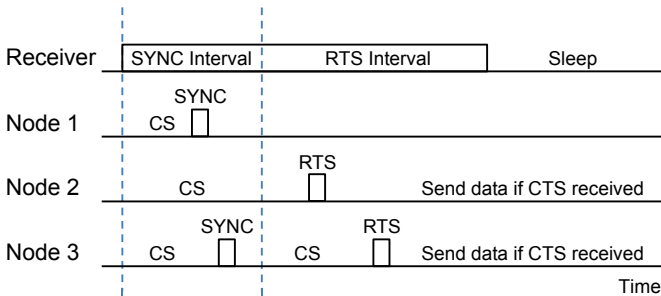 Receiver SYNC Interval RTS Interval Sleep
SYNC
Node 1 CS
RTS
Node 2 CS Send data if CTS received
SYNC RTS
Node 3 CS CS Send data if CTS received
Time